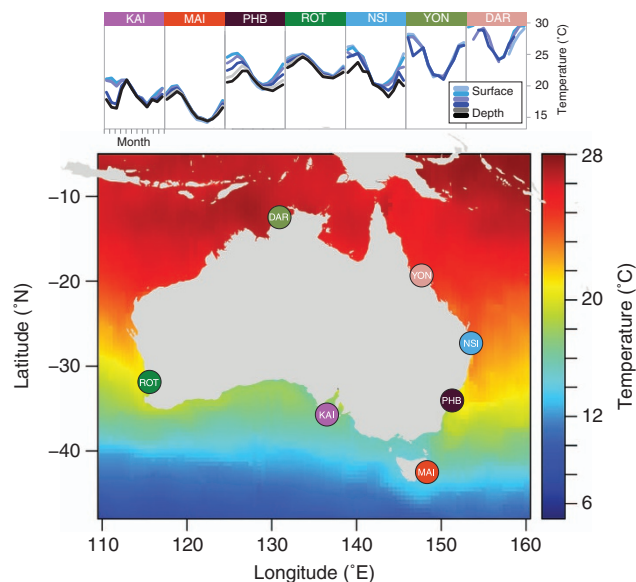 KAI MAI PHB ROT NSI YON DAR
30
25
20
15
Temperature (˚C)
Surface
Depth
Month
−10
−20
−30
−40
Latitude (˚N)
DAR
YON
NSI
ROT
PHB
KAI
MAI
110 120 130 140 150 160
Longitude (˚E)
28
20
12
6
Temperature (˚C)